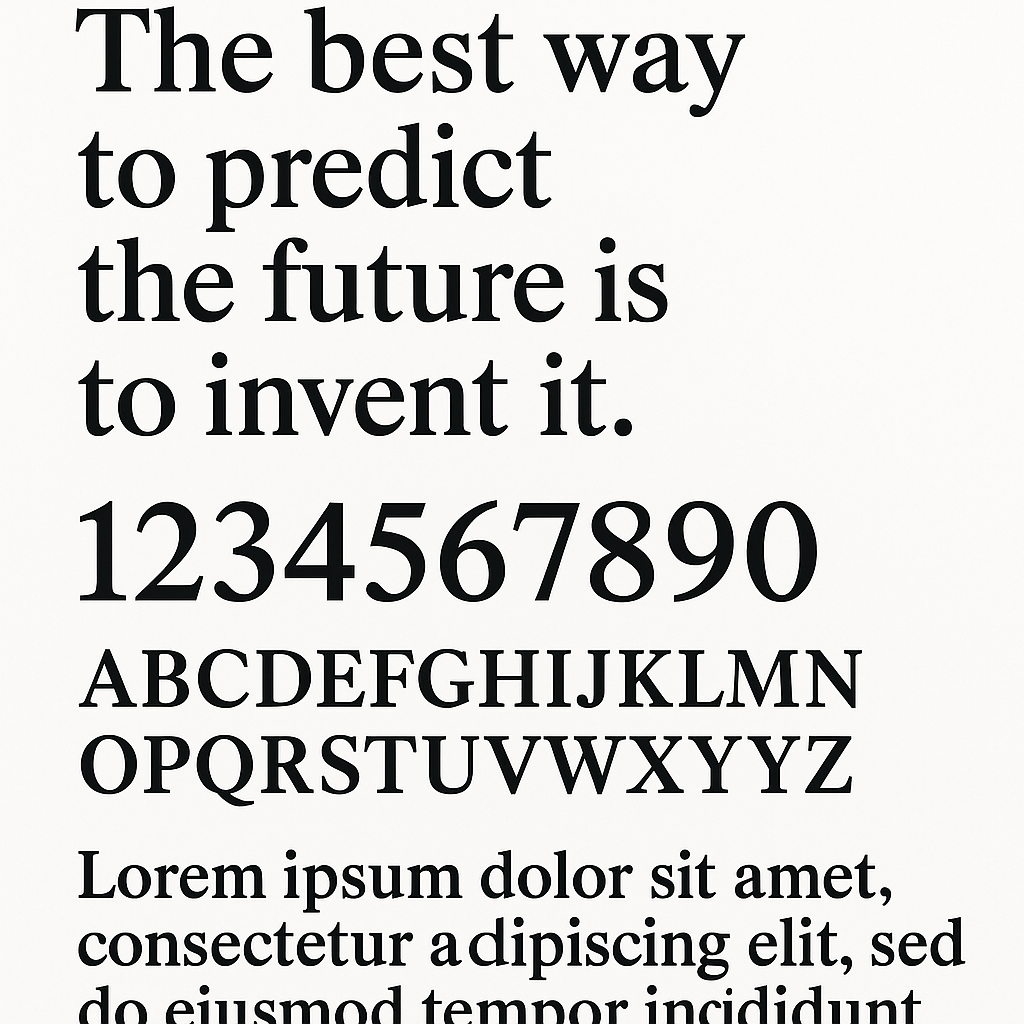 The best way
to predict
the future is
to invent it.
1234567890
ABCDEFGHIJKLMN
OPQRSTUVWXYYZ
Lorem ipsum dolor sit amet,
consectetur adipiscing elit, sed
do eiusmod tempor incididunt